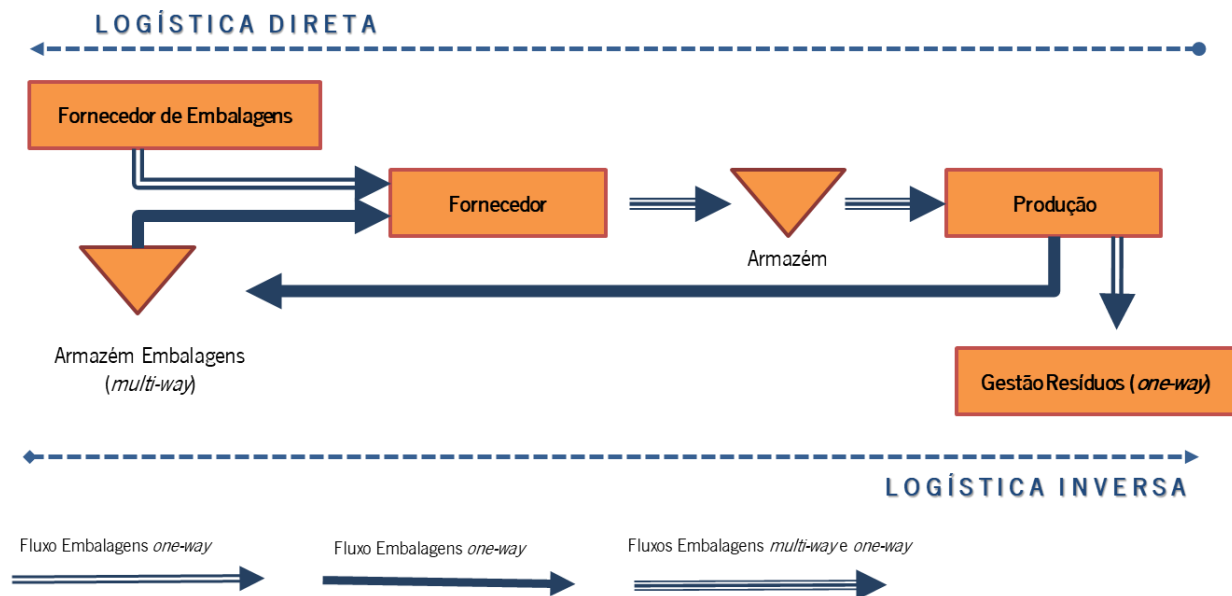 LOGÍSTICA DIRETA
Fornecedor de Embalagens
Fornecedor
Produção
Armazém
Armazém Embalagens
(multi-way)
Gestão Resíduos (one-way)
LOGÍSTICA INVERSA
Fluxo Embalagens one-way
Fluxo Embalagens one-way
Fluxos Embalagens multi-way e one-way